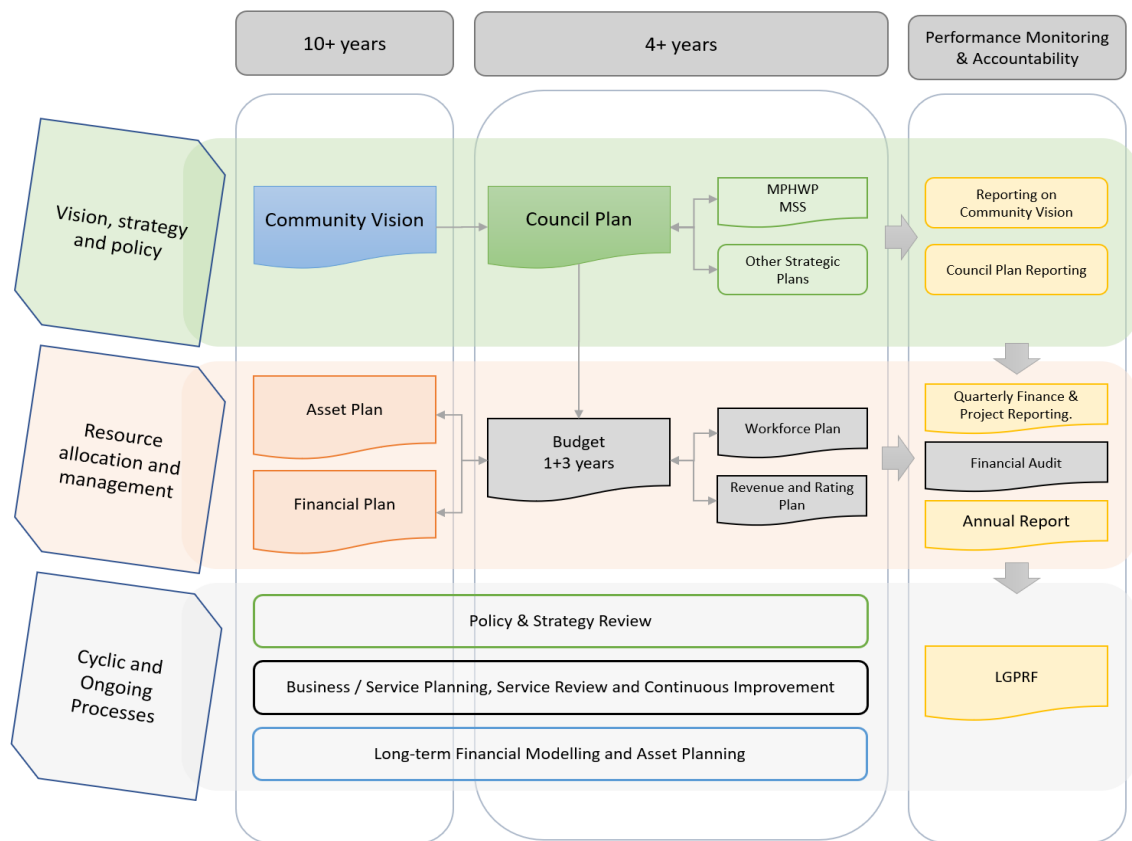 10+ years
4+ years
Performance Monitoring
& Accountability
Vision, strategy
and policy
Community Vision
Council Plan
MPHWP
MSS
Other Strategic
Plans
Reporting on
Community Vision
Council Plan Reporting
Resource
allocation and
management
Asset Plan
Financial Plan
Budget
1+3 years
Workforce Plan
Revenue and Rating
Plan
Quarterly Finance &
Project Reporting.
Financial Audit
Annual Report
Cyclic and
Ongoing
Processes
Policy & Strategy Review
Business / Service Planning, Service Review and Continuous Improvement
Long-term Financial Modelling and Asset Planning
LGPRF